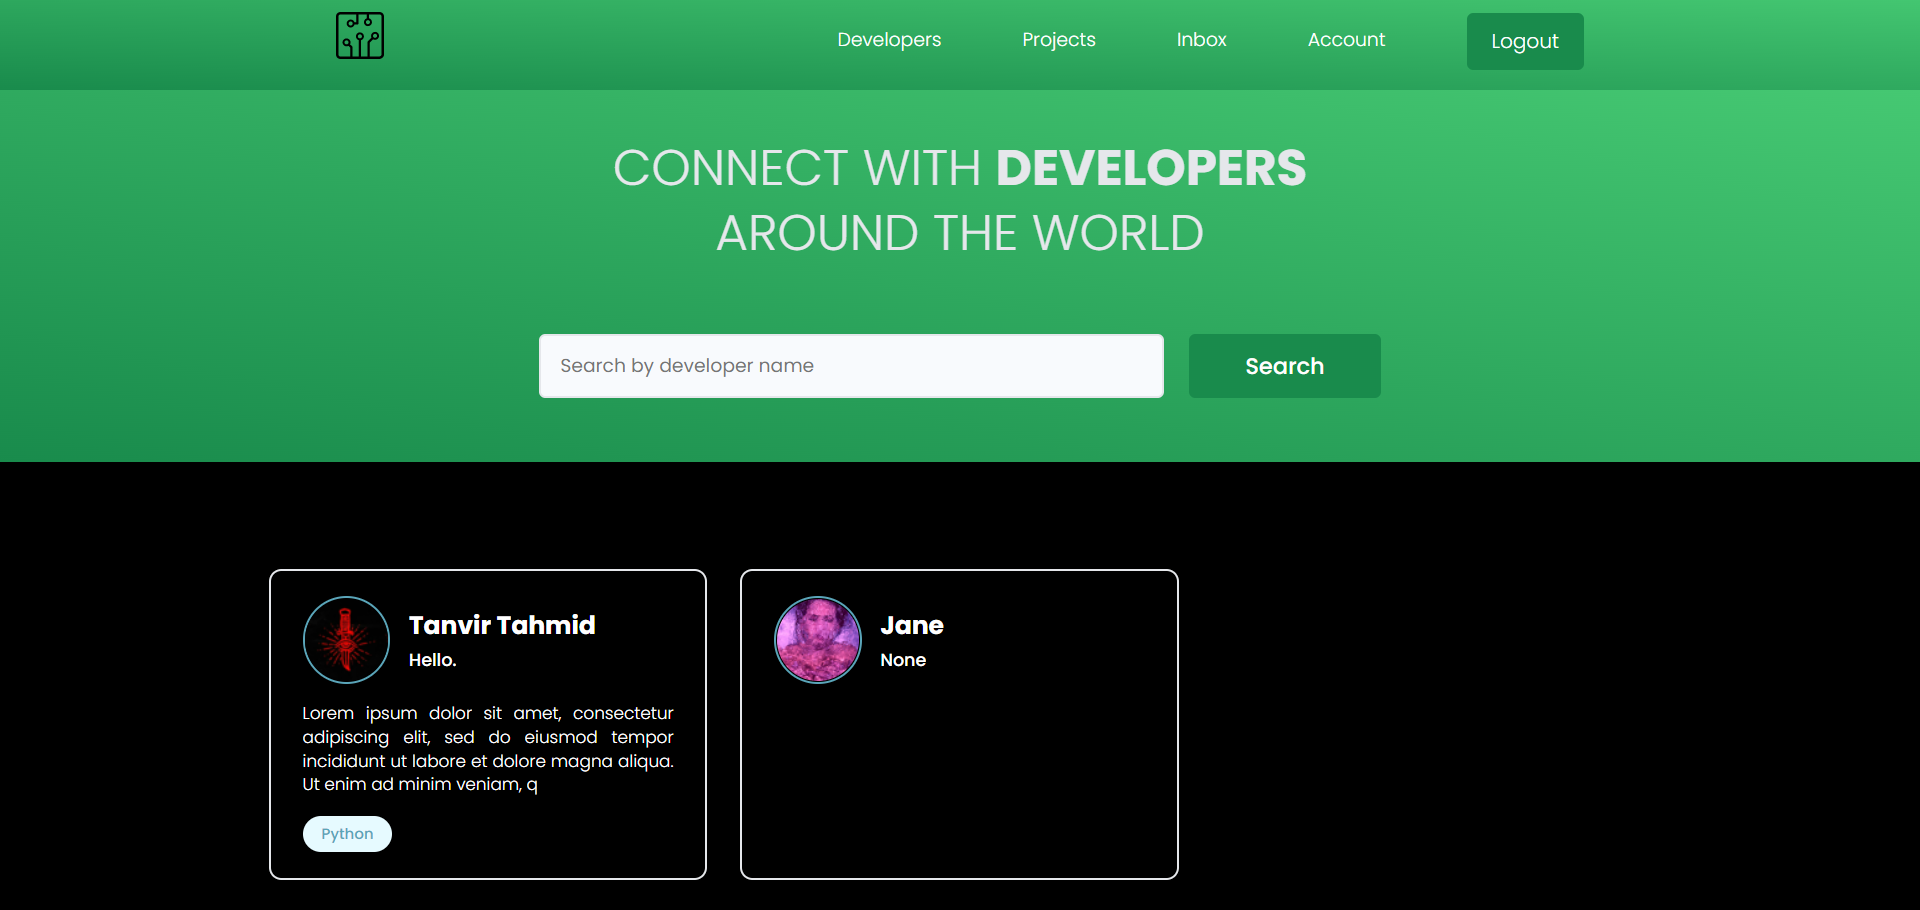 Developers Projects Inbox Account Logout
CONNECT WITH DEVELOPERS
AROUND THE WORLD
Search by developer name Search
Tanvir Tahmid
Hello.
Lorem ipsum dolor sit amet, consectetur
adipiscing elit, sed do eiusmod tempor
incididunt ut labore et dolore magna aliqua.
Ut enim ad minim veniam, q
Python
Jane
None